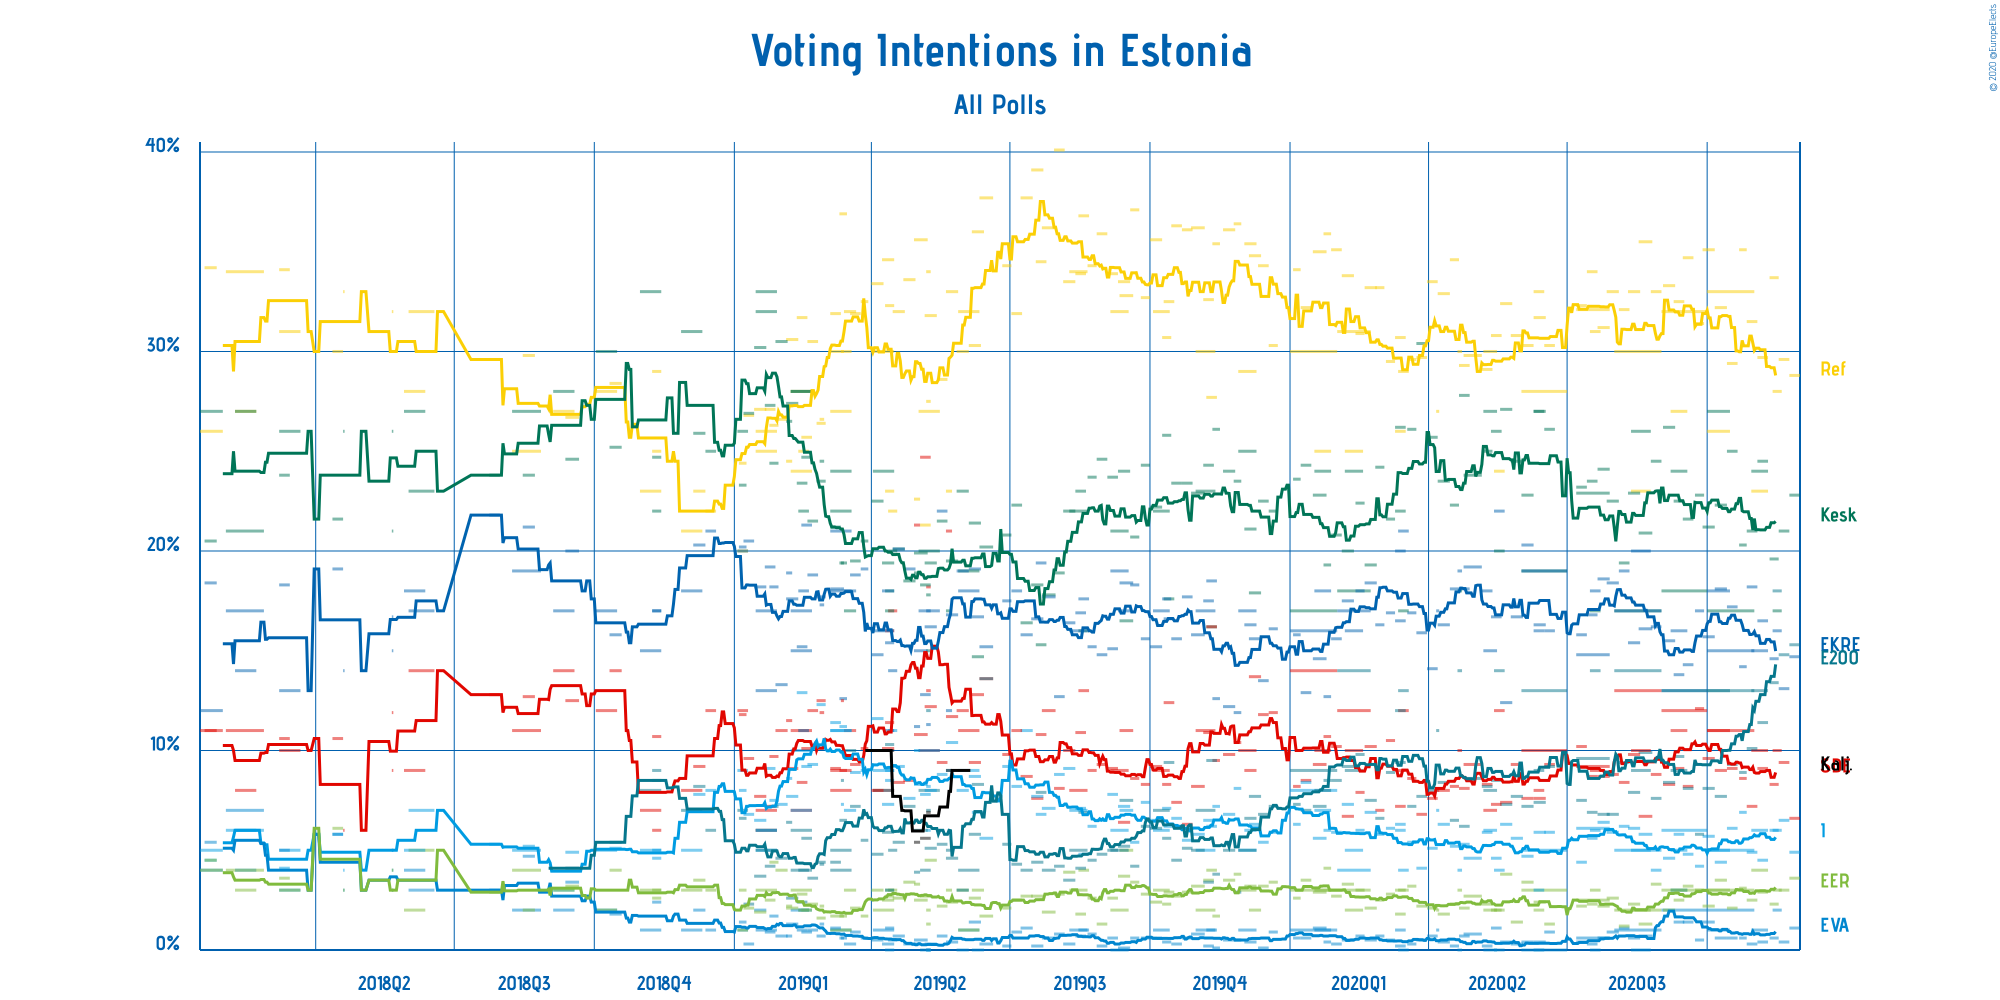 Voting Intentions in Estonia
All Polls
© 2020 @EuropeElects
40%
30%
20%
10%
0%
Ref
Kesk
EKRE
E200
Kalj.
I
EER
EVA
2018Q2
2018Q3
2018Q4
2019Q1
2019Q2
2019Q3
2019Q4
2020Q1
2020Q2
2020Q3